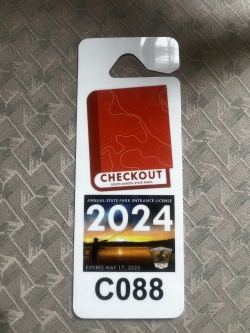 CHECKOUT
SOUTH DAKOTA STATE PARKS
ANNUAL STATE PARK ENTRANCE LICENSE
2024
EXPIRES MAY 17, 2025
C088